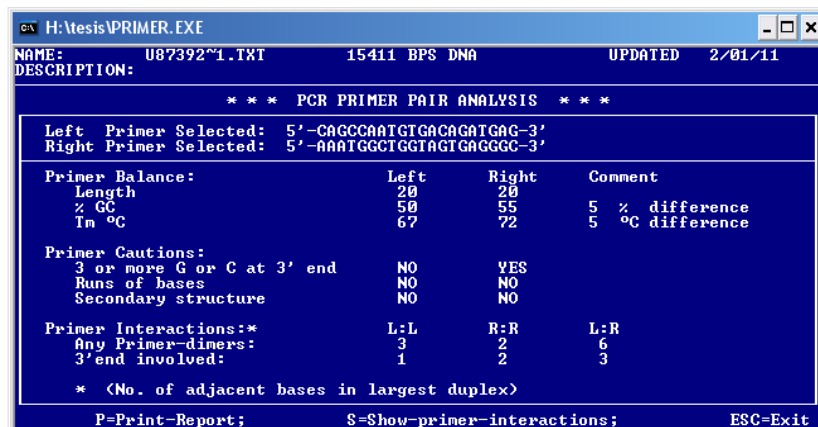 H:\tesis\PRIMER.EXE
NAME: U87392~1.TXT 15411 BPS DNA UPDATED 2/01/11
DESCRIPTION:
* * * PCR PRIMER PAIR ANALYSIS * * *
Left Primer Selected: 5'-CAGCCAATGTGACAGATGAG-3'
Right Primer Selected: 5'-AAATGGCTGGTAGTGAGGGC-3'
Primer Balance: Left Right Comment
Length 20 20
% GC 50 55 5 % difference
Tm ºC 67 72 5 ºC difference
Primer Cautions:
3 or more G or C at 3' end NO YES
Runs of bases NO NO
Secondary structure NO NO
Primer Interactions:* L:L R:R L:R
Any Primer-dimers: 3 2 6
3'end involved: 1 2 3
* (No. of adjacent bases in largest duplex)
P=Print-Report; S=Show-primer-interactions; ESC=Exit